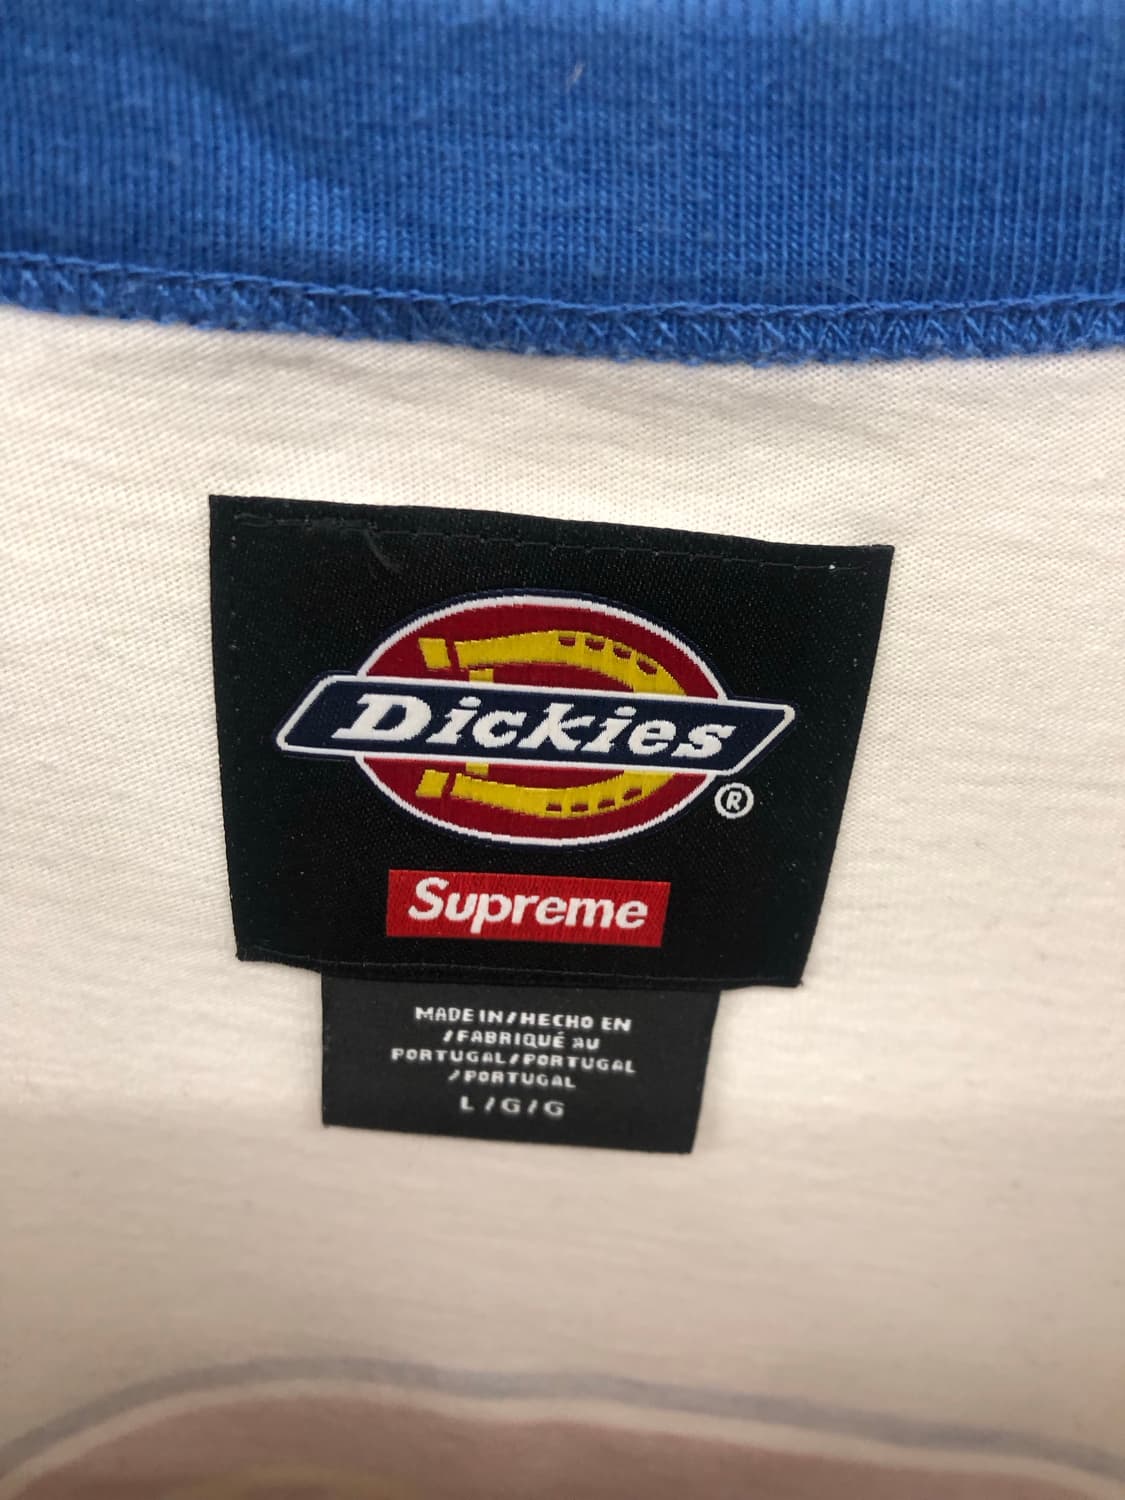 Dickies
®
Supreme
MADE IN/HECHO EN
/FABRIQUÉ AU
PORTUGAL/PORTUGAL
/PORTUGAL
L/G/G